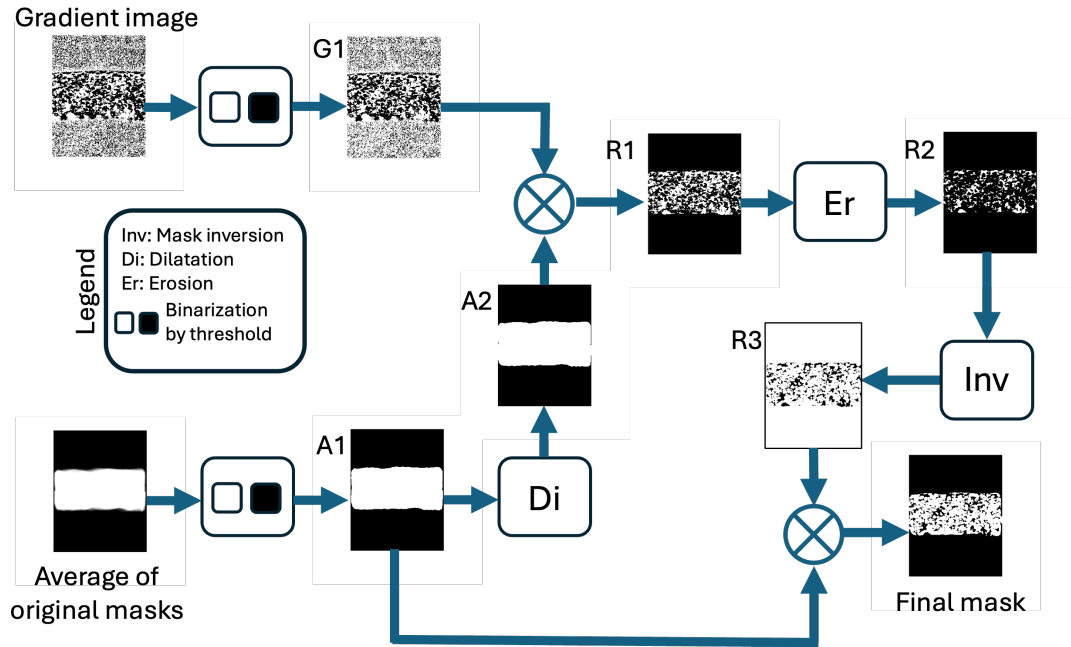 Gradient image
G1
R1
R2
Er
Legend
Inv: Mask inversion
Di: Dilatation
Er: Erosion
Binarization
by threshold
A2
R3
Inv
A1
Di
Average of
original masks
Final mask